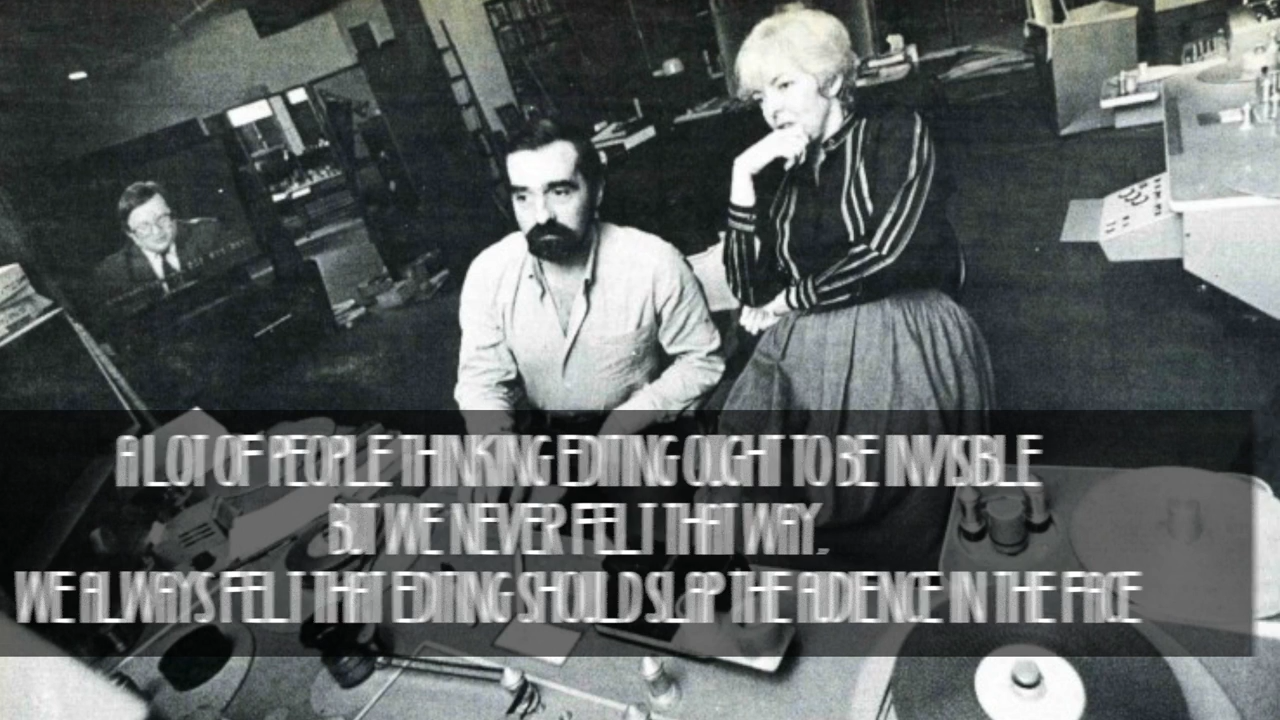 A LOT OF PEOPLE THINKING EDITING OUGHT TO BE INVISIBLE
BUT WE NEVER FELT THAT WAY,
WE ALWAYS FELT THAT EDITING SHOULD SLAP THE AUDIENCE IN THE FACE